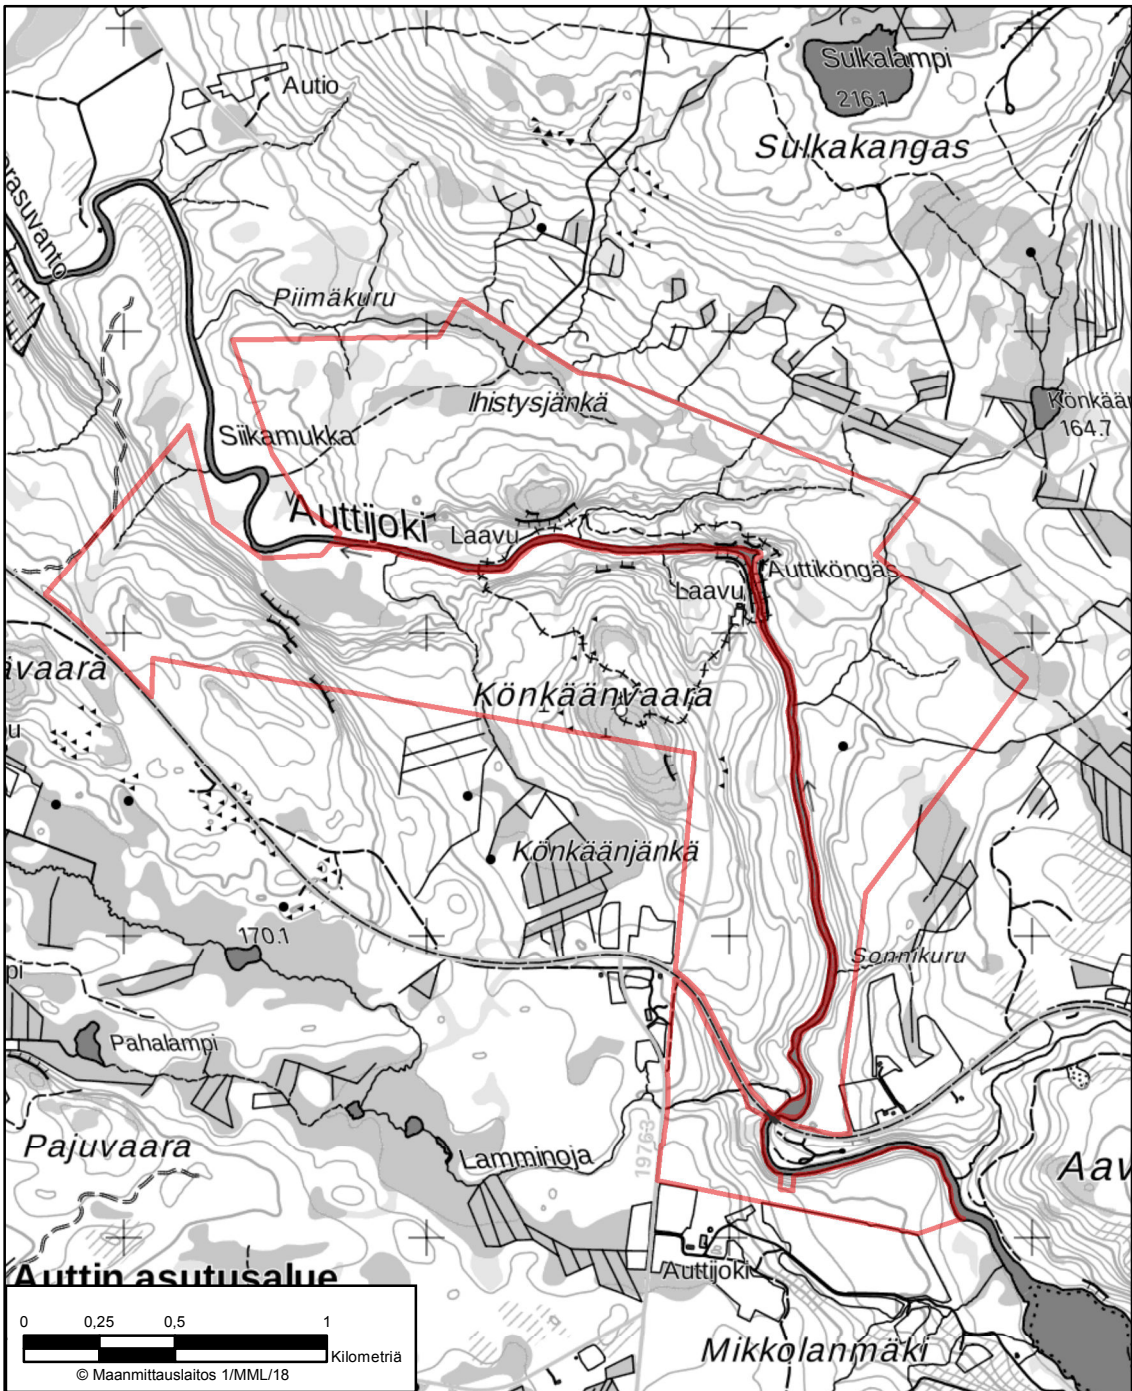 Sulkalampi
216.1
Autio
Sulkakangas
Piimäkuru
Ihistysjänkä
164.7
Siikamukka
V
Auttijoki
Laavu
Auttiköngäs
Laavu
Könkäänvaara
Könkäänjänkä
170.1
Sonnikuru
Pahalampi
Pajuvaara
Lamminoja
19763
Aav
Auttin asutusalue
Auttijoki
Mikkolanmäki
0 0,25 0,5 1
Kilometriä
© Maanmittauslaitos 1/MML/18